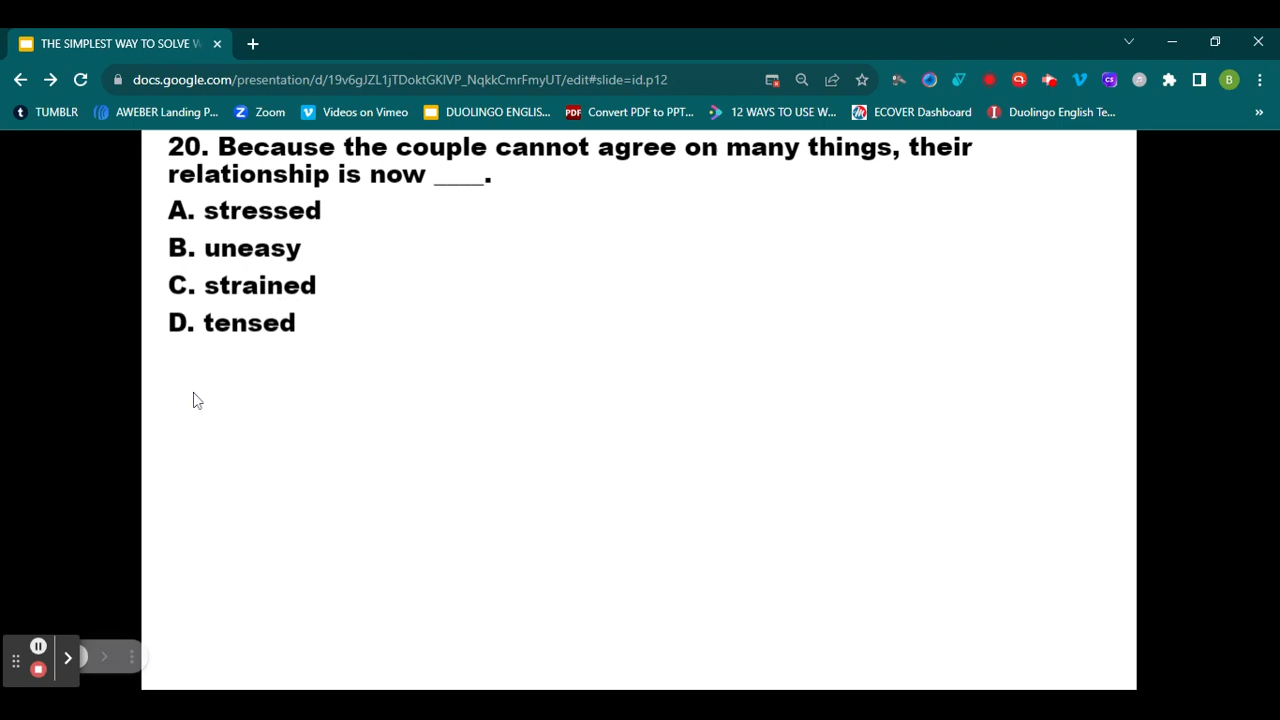 THE SIMPLEST WAY TO SOLVE W
docs.google.com/presentation/d/19v6gJZL1jTDoktGKIVP_NqkkCmrFmyUT/edit#slide=id.p12
B
TUMBLR AWEBER Landing P... Zoom Videos on Vimeo DUOLINGO ENGLIS... PDF Convert PDF to PPT... 12 WAYS TO USE W... ECOVER Dashboard Duolingo English Te... »
20. Because the couple cannot agree on many things, their
relationship is now ____.
A. stressed
B. uneasy
C. strained
D. tensed